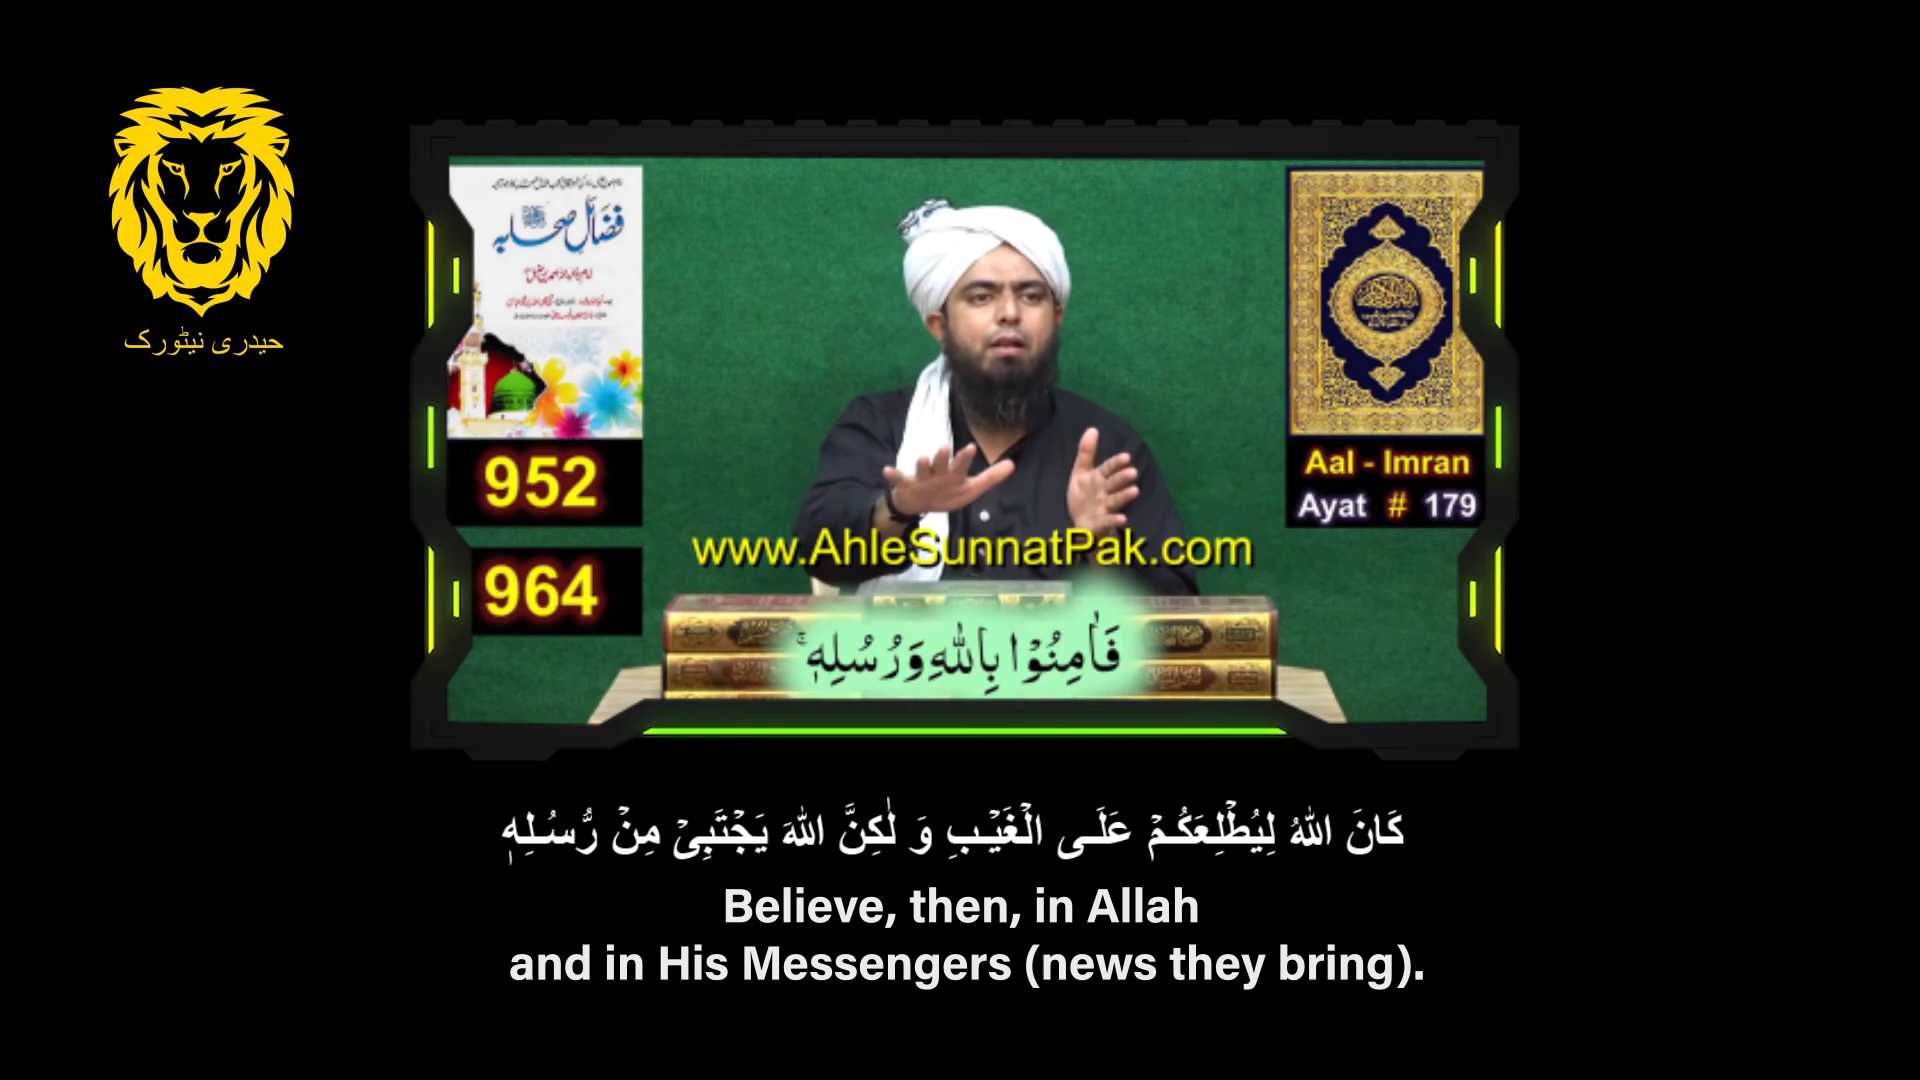 حیدری نیٹورک
فضائلِ صحابہ
952
964
Aal - Imran
Ayat # 179
www.AhleSunnatPak.com
فَاٰمِنُوْا بِاللّٰهِ وَرُسُلِهٖ ۚ
كَانَ اللّٰهُ لِيُطْلِعَكُمْ عَلَى الْغَيْبِ وَ لٰكِنَّ اللّٰهَ يَجْتَبِىْ مِنْ رُّسُلِهٖ
Believe, then, in Allah
and in His Messengers (news they bring).